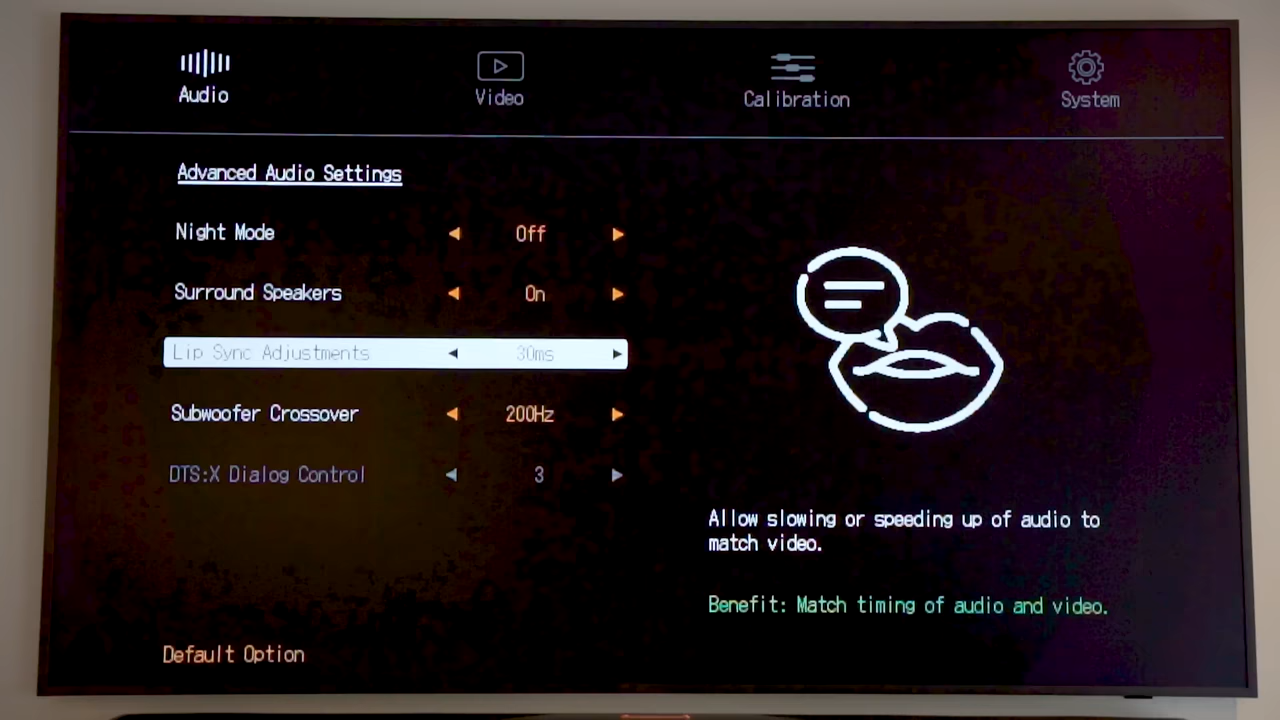 Audio
Video
Calibration
System
Advanced Audio Settings
Night Mode ◀ Off ▶
Surround Speakers ◀ On ▶
Lip Sync Adjustments ◀ 30ms ▶
Subwoofer Crossover ◀ 200Hz ▶
DTS:X Dialog Control ◀ 3 ▶
Allow slowing or speeding up of audio to
match video.
Benefit: Match timing of audio and video.
Default Option